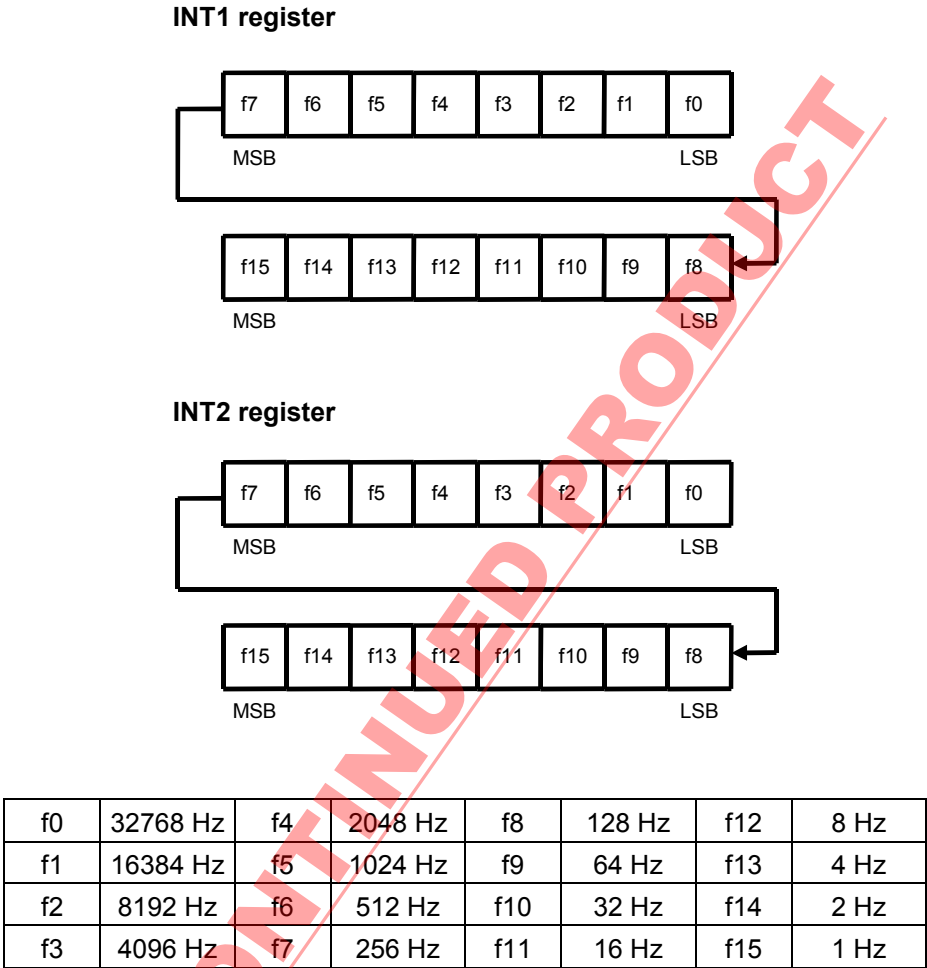 INT1 register
f7 f6 f5 f4 f3 f2 f1 f0
MSB LSB
f15 f14 f13 f12 f11 f10 f9 f8
MSB LSB
INT2 register
f7 f6 f5 f4 f3 f2 f1 f0
MSB LSB
f15 f14 f13 f12 f11 f10 f9 f8
MSB LSB
f0 32768 Hz f4 2048 Hz f8 128 Hz f12 8 Hz
f1 16384 Hz f5 1024 Hz f9 64 Hz f13 4 Hz
f2 8192 Hz f6 512 Hz f10 32 Hz f14 2 Hz
f3 4096 Hz f7 256 Hz f11 16 Hz f15 1 Hz
ONTINUED PRODUCT